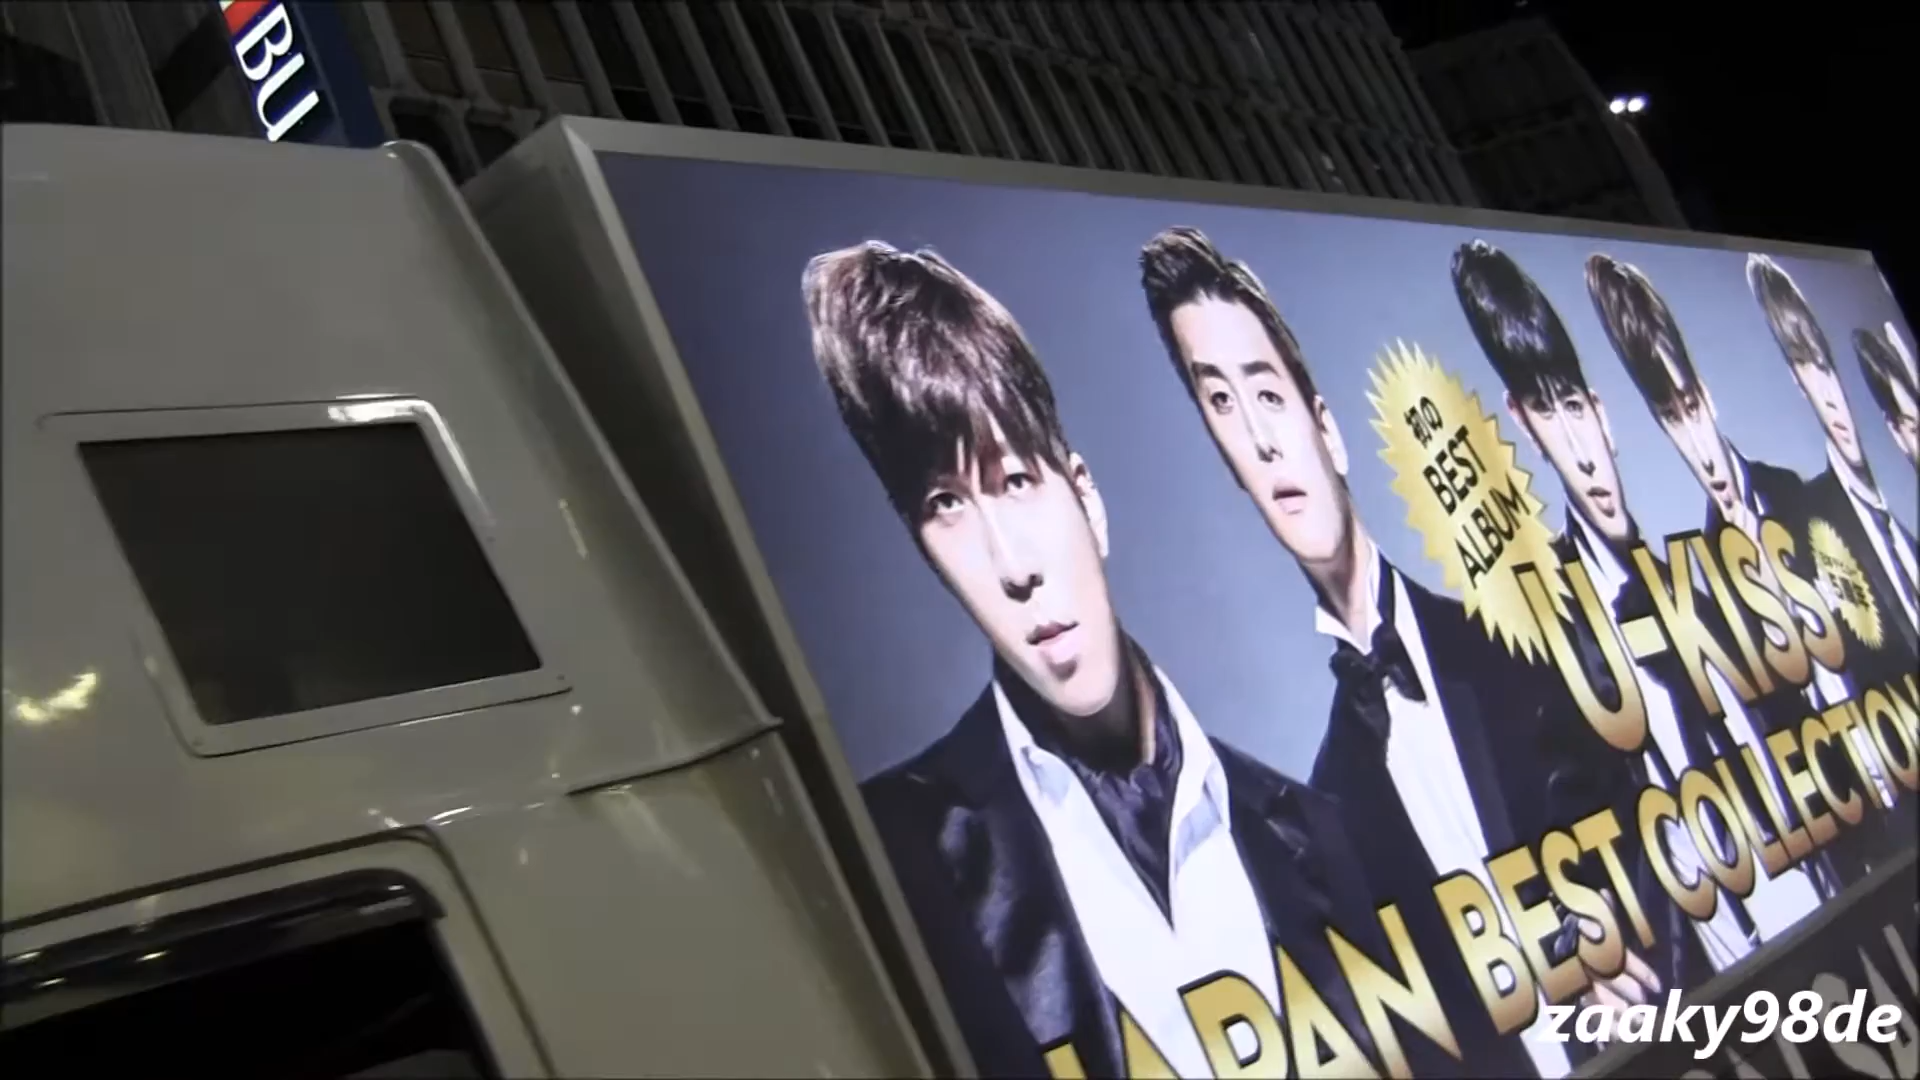 BU
初の
BEST
ALBUM
U-KISS
JAPAN BEST COLLECTION
zaaky98de